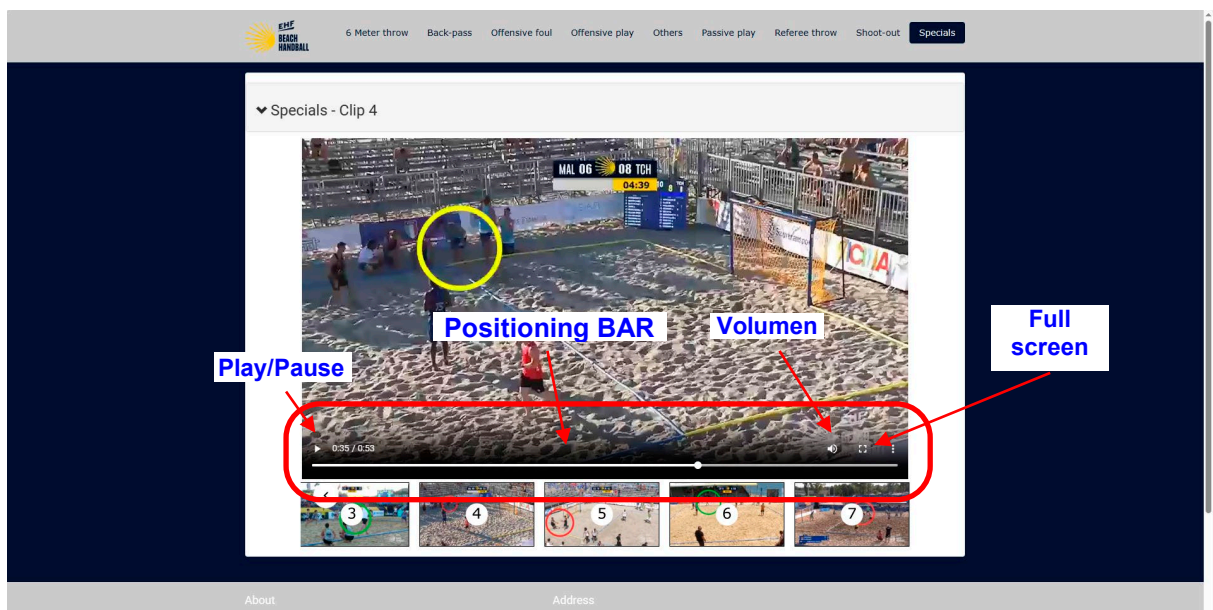 EHF
BEACH
HANDBALL
6 Meter throw Back-pass Offensive foul Offensive play Others Passive play Referee throw Shoot-out Specials
Specials - Clip 4
MAL 06 08 TCH
04:39
Positioning BAR
Volumen
Full
screen
Play/Pause
0:35 / 0:53
3 4 5 6 7
About Address